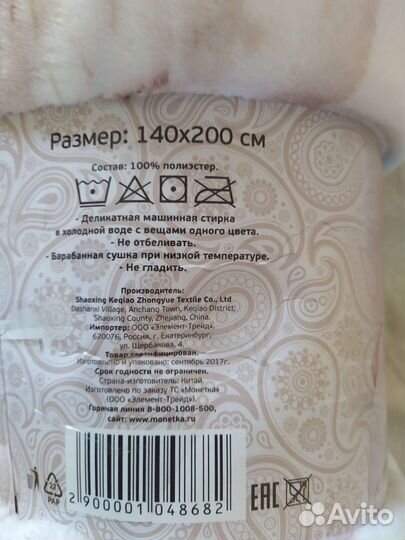 Размер: 140х200 см
Состав: 100% полиэстер.
- Деликатная машинная стирка
в холодной воде с вещами одного цвета.
- Не отбеливать.
- Барабанная сушка при низкой температуре.
- Не гладить.
Производитель:
Shaoxing Keqiao Zhongyue Textile Co., Ltd
Dashanxi Village, Anchang Town, Keqiao District,
Shaoxing County, Zhejiang, China.
Импортер: ООО «Элемент-Трейд»,
620076, Россия, г. Екатеринбург,
ул. Щербакова, 4.
Товар сертифицирован.
Изготовлено и упаковано: сентябрь 2017г.
Срок годности не ограничен.
Страна-изготовитель: Китай.
Изготовлено по заказу ТС «Монетка»
(ООО «Элемент-Трейд»).
Горячая линия 8-800-1008-500,
сайт: www.monetka.ru
22
PAP
2 900001 048682
EAC
Avito